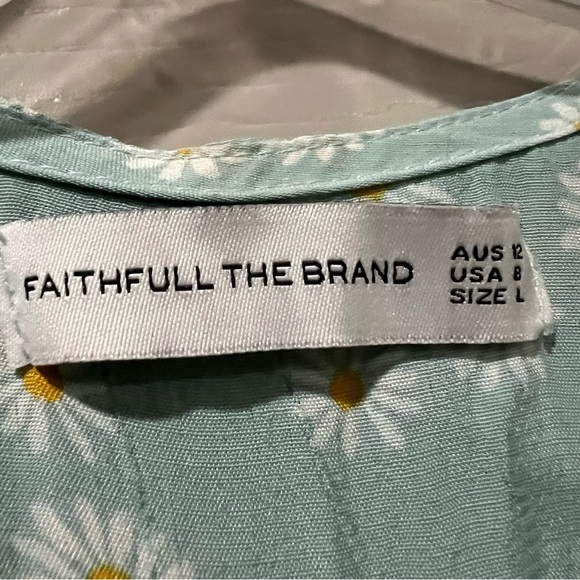 FAITHFULL THE BRAND
AUS 12
USA 8
SIZE L